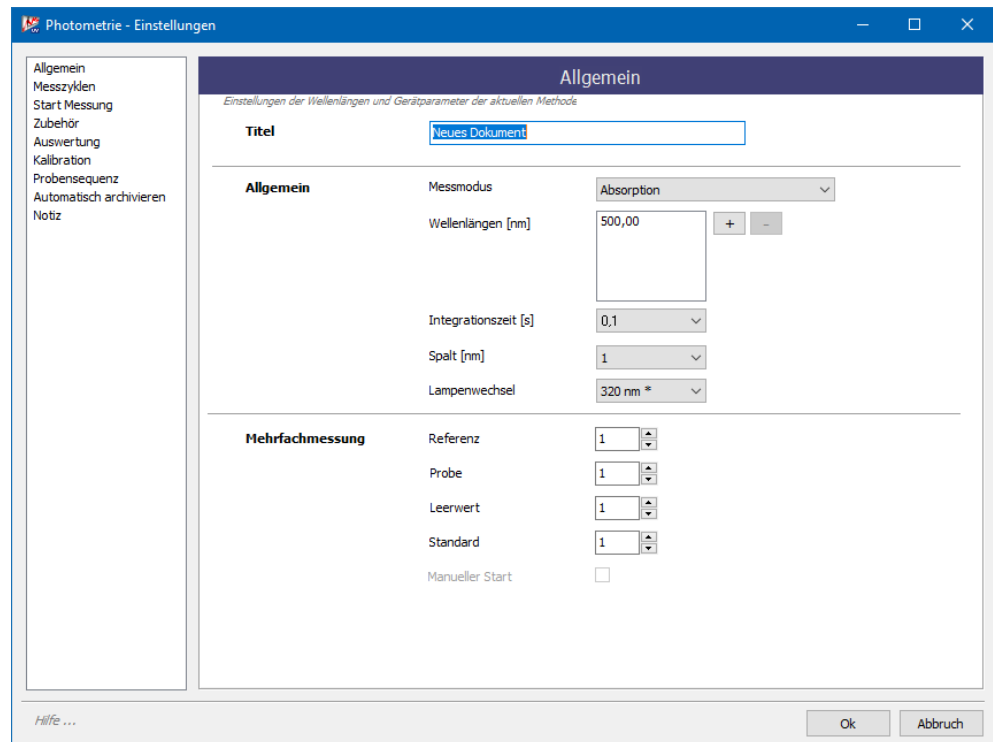 Photometrie - Einstellungen
Allgemein
Messzyklen
Start Messung
Zubehör
Auswertung
Kalibration
Probensequenz
Automatisch archivieren
Notiz
Allgemein
Einstellungen der Wellenlängen und Gerätparameter der aktuellen Methode
Titel Neues Dokument
Allgemein Messmodus Absorption
Wellenlängen [nm] 500,00 + -
Integrationszeit [s] 0,1
Spalt [nm] 1
Lampenwechsel 320 nm *
Mehrfachmessung Referenz 1
Probe 1
Leerwert 1
Standard 1
Manueller Start
Hilfe ... Ok Abbruch